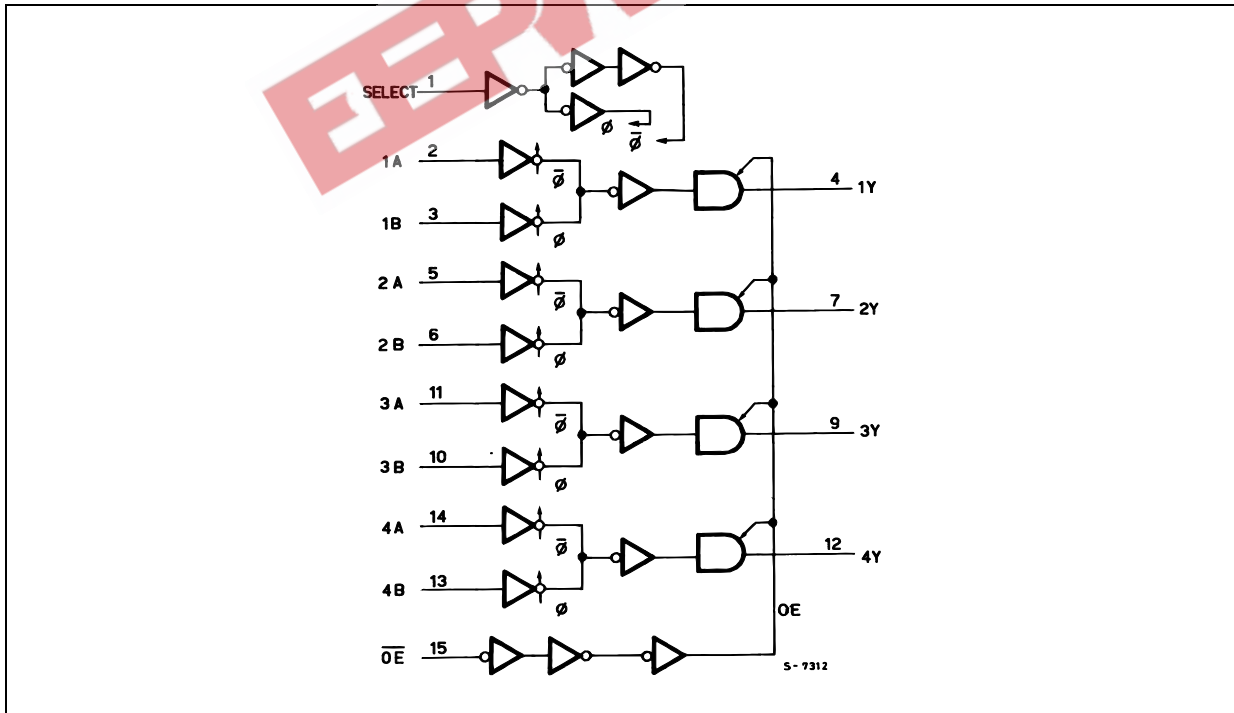 SELECT 1
ø
ø̅
1A 2
ø̅
4 1Y
1B 3
ø
2A 5
ø̅
7 2Y
2B 6
ø
3A 11
ø̅
9 3Y
3B 10
ø
4A 14
ø̅
12 4Y
4B 13
ø
OE
O̅E̅ 15
S-7312